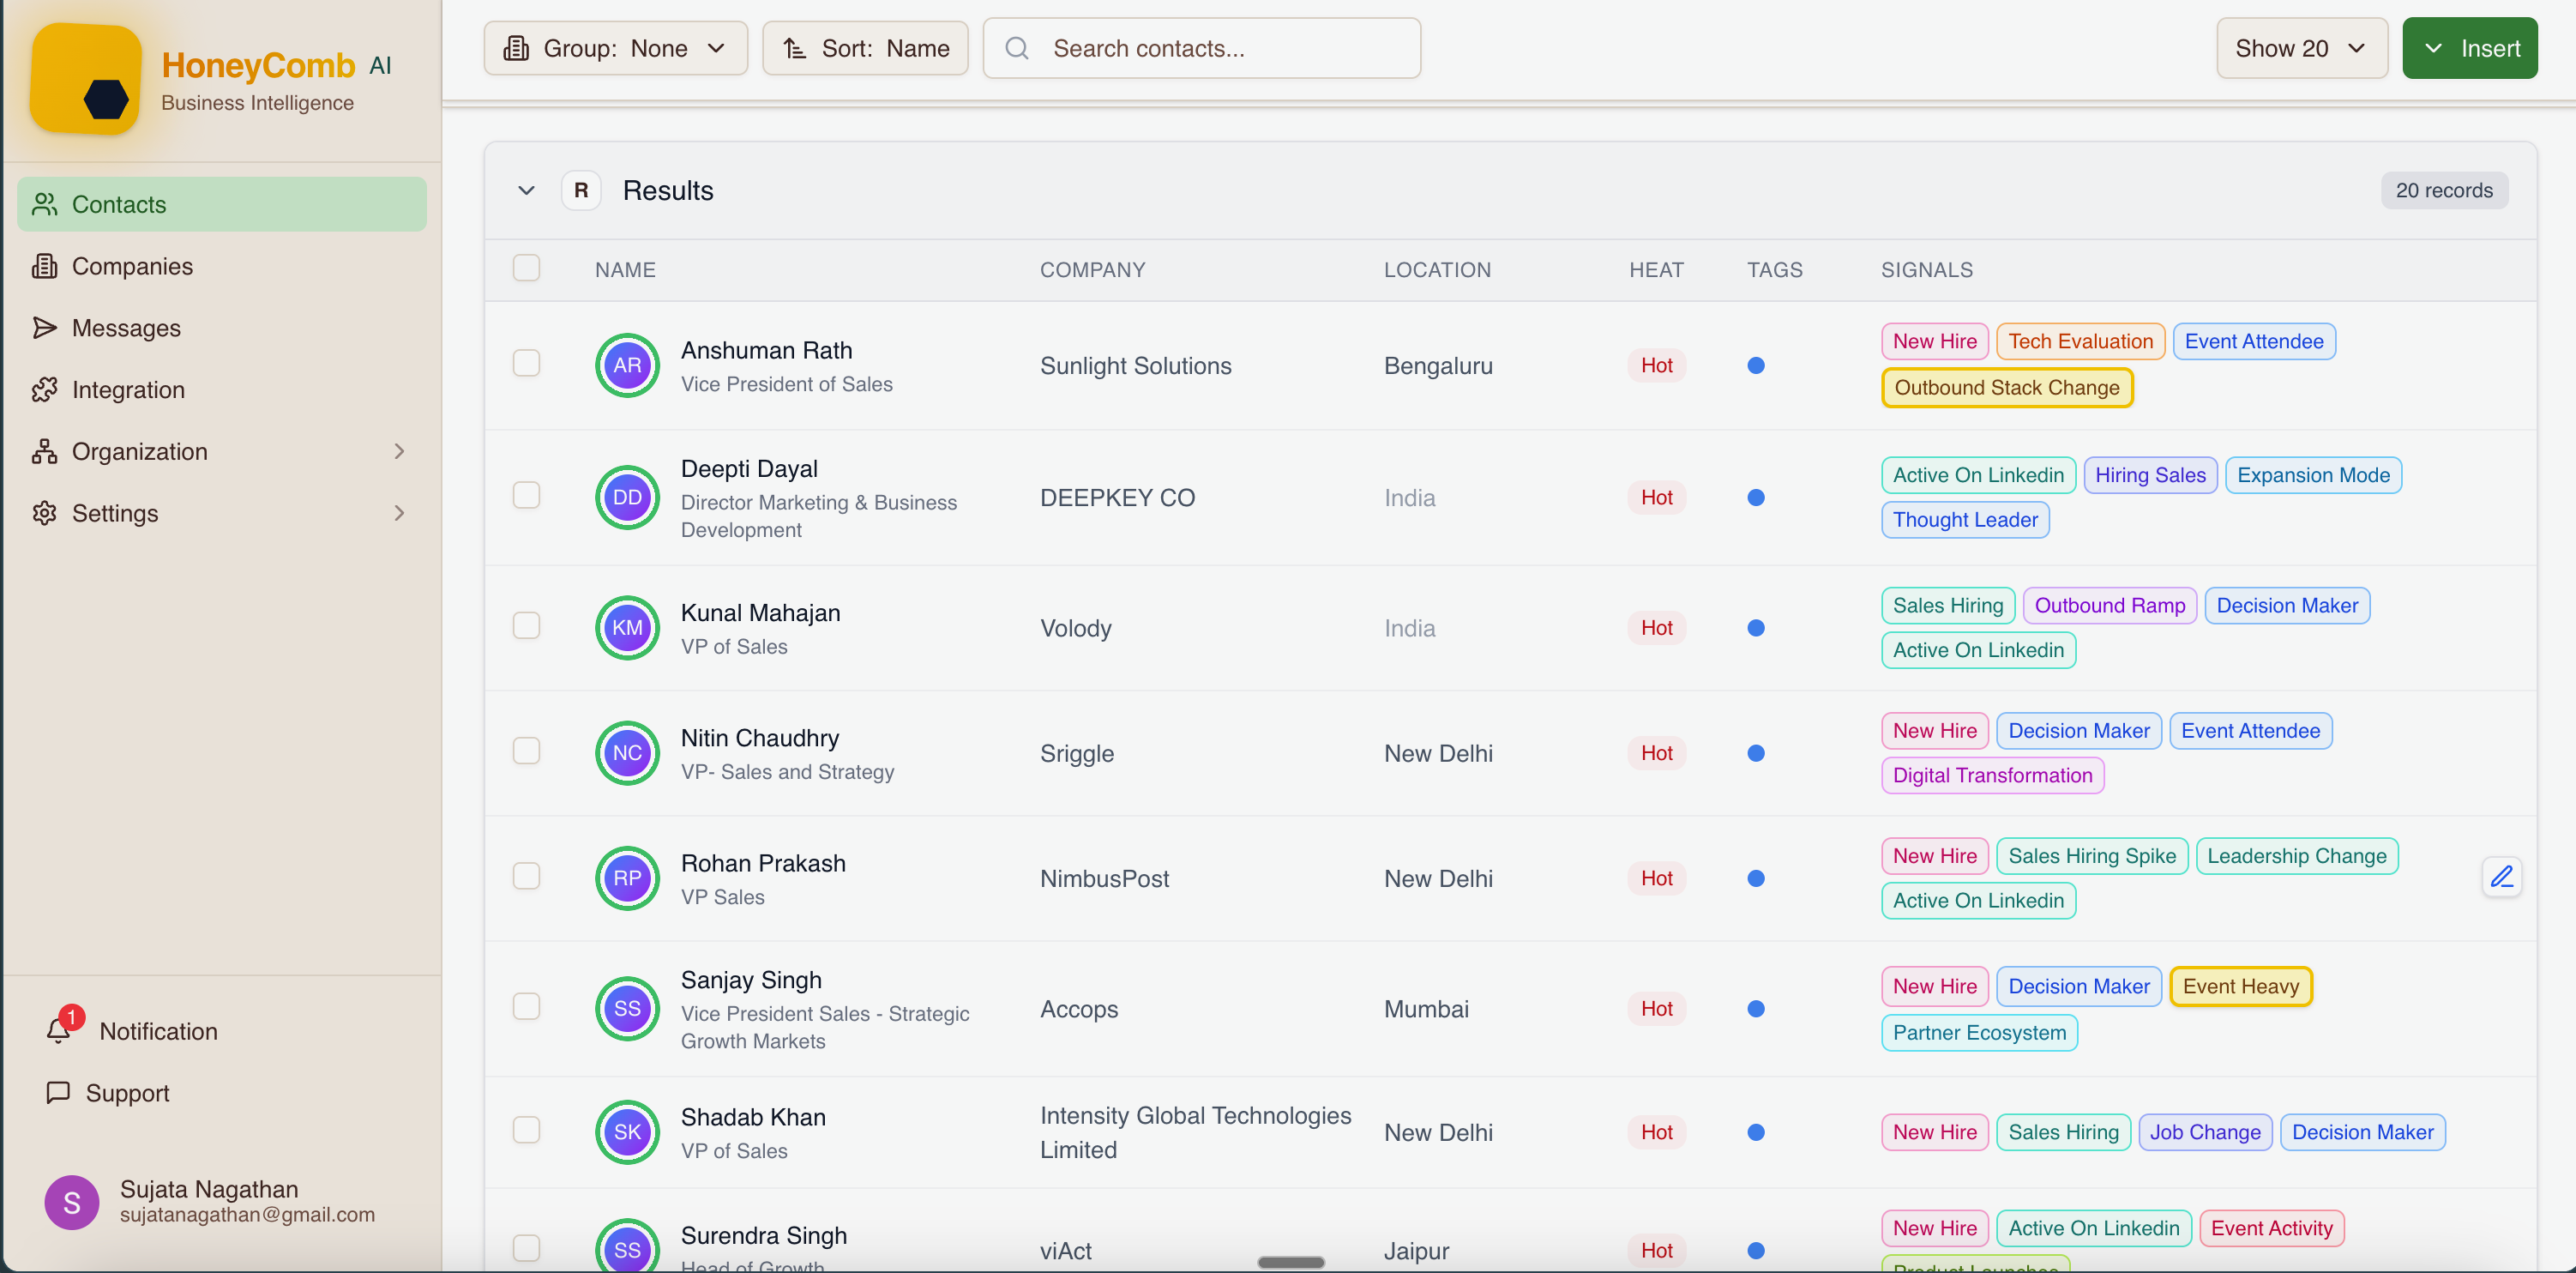 HoneyComb AI
Business Intelligence
Contacts
Companies
Messages
Integration
Organization
Settings
1
Notification
Support
S
Sujata Nagathan
sujatanagathan@gmail.com
Group: None
Sort: Name
Search contacts...
Show 20
Insert
R
Results
20 records
NAME COMPANY LOCATION HEAT TAGS SIGNALS
AR
Anshuman Rath
Vice President of Sales
Sunlight Solutions
Bengaluru
Hot
New Hire Tech Evaluation Event Attendee
Outbound Stack Change
DD
Deepti Dayal
Director Marketing & Business
Development
DEEPKEY CO
India
Hot
Active On Linkedin Hiring Sales Expansion Mode
Thought Leader
KM
Kunal Mahajan
VP of Sales
Volody
India
Hot
Sales Hiring Outbound Ramp Decision Maker
Active On Linkedin
NC
Nitin Chaudhry
VP- Sales and Strategy
Sriggle
New Delhi
Hot
New Hire Decision Maker Event Attendee
Digital Transformation
RP
Rohan Prakash
VP Sales
NimbusPost
New Delhi
Hot
New Hire Sales Hiring Spike Leadership Change
Active On Linkedin
SS
Sanjay Singh
Vice President Sales - Strategic
Growth Markets
Accops
Mumbai
Hot
New Hire Decision Maker Event Heavy
Partner Ecosystem
SK
Shadab Khan
VP of Sales
Intensity Global Technologies
Limited
New Delhi
Hot
New Hire Sales Hiring Job Change Decision Maker
SS
Surendra Singh
Head of Growth
viAct
Jaipur
Hot
New Hire Active On Linkedin Event Activity
Product Launches